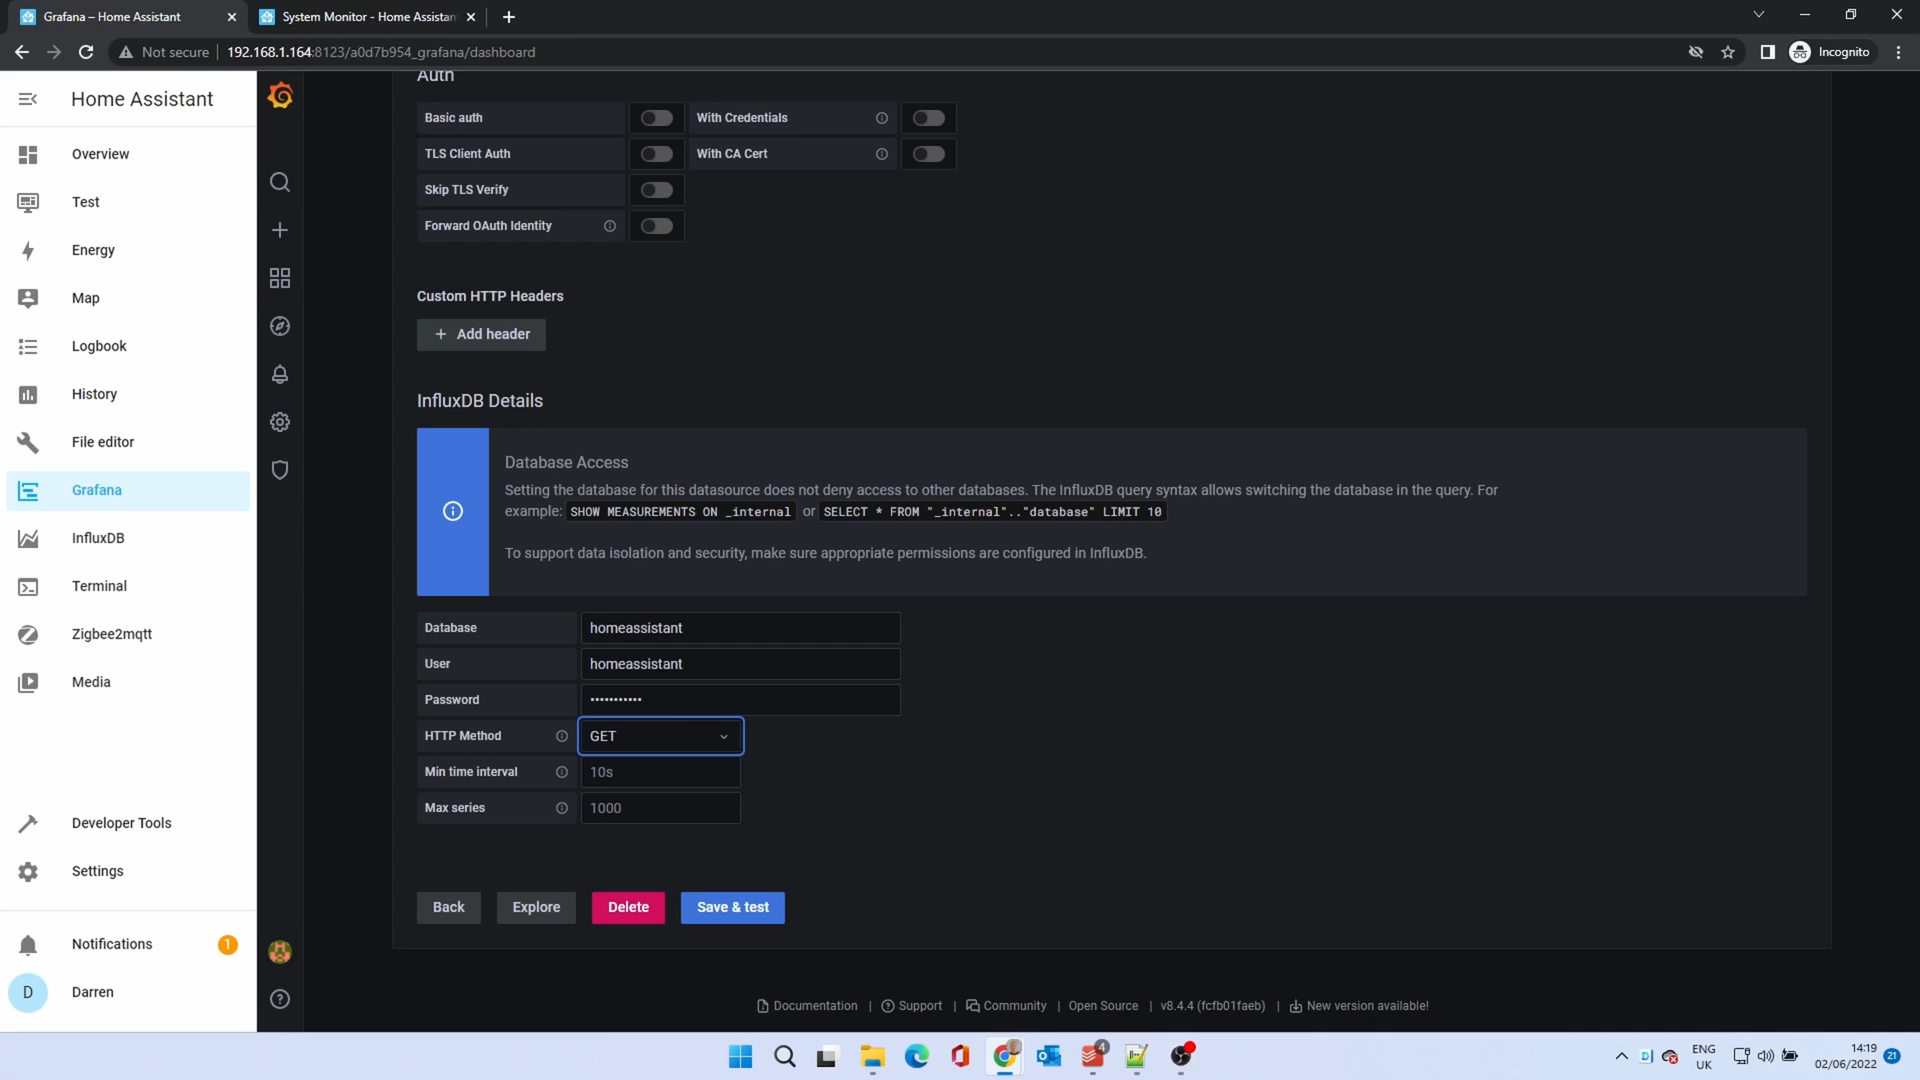 Grafana – Home Assistant
System Monitor - Home Assistan
Not secure
192.168.1.164:8123/a0d7b954_grafana/dashboard
Incognito
Home Assistant
Overview
Test
Energy
Map
Logbook
History
File editor
Grafana
InfluxDB
Terminal
Zigbee2mqtt
Media
Developer Tools
Settings
Notifications
1
D
Darren
Auth
Basic auth
With Credentials
TLS Client Auth
With CA Cert
Skip TLS Verify
Forward OAuth Identity
Custom HTTP Headers
+ Add header
InfluxDB Details
Database Access
Setting the database for this datasource does not deny access to other databases. The InfluxDB query syntax allows switching the database in the query. For
example: SHOW MEASUREMENTS ON _internal or SELECT * FROM "_internal".."database" LIMIT 10
To support data isolation and security, make sure appropriate permissions are configured in InfluxDB.
Database
homeassistant
User
homeassistant
Password
•••••••••••
HTTP Method
GET
Min time interval
10s
Max series
1000
Back
Explore
Delete
Save & test
Documentation | Support | Community | Open Source | v8.4.4 (fcfb01faeb) | New version available!
4
ENG
UK
14:19
02/06/2022
21